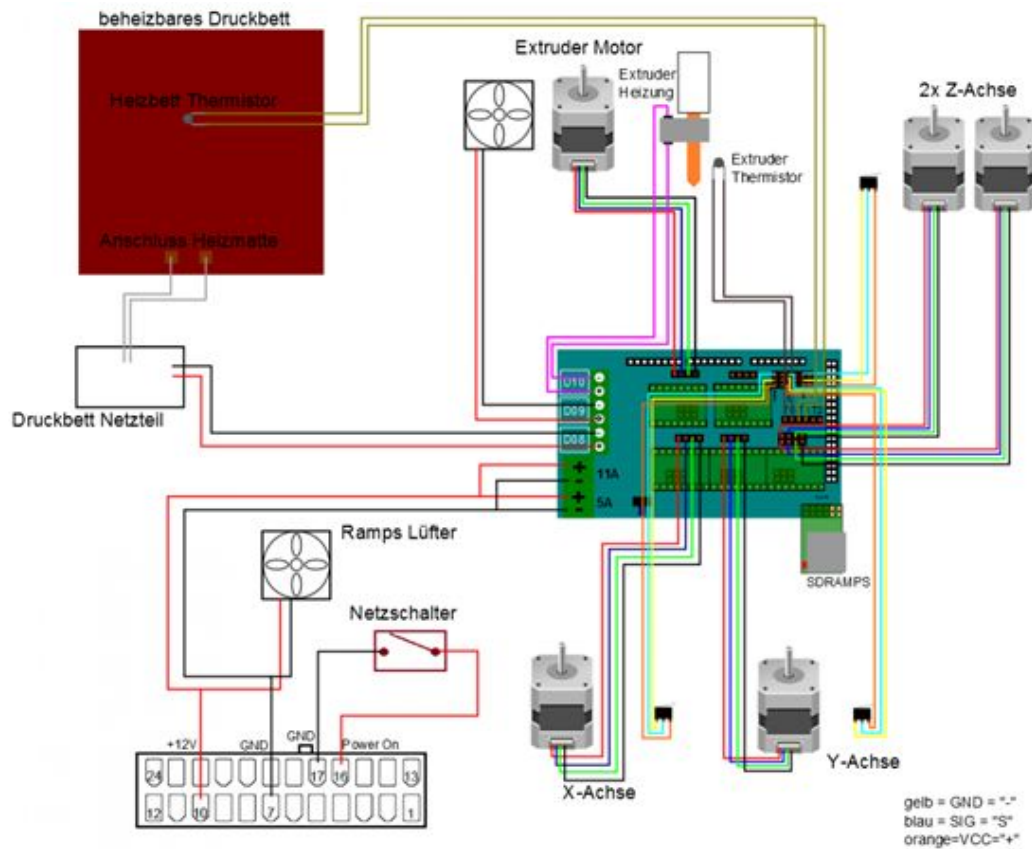 beheizbares Druckbett
Heizbett Thermistor
Anschluss Heizmatte
Druckbett Netzteil
Extruder Motor
Extruder
Heizung
Extruder
Thermistor
2x Z-Achse
D09
D08
11A
5A
SDRAMPS
Ramps Lüfter
Netzschalter
+12V
GND
GND
Power On
24
17
16
13
12
10
7
1
X-Achse
Y-Achse
gelb = GND = "-"
blau = SIG = "S"
orange=VCC="+"